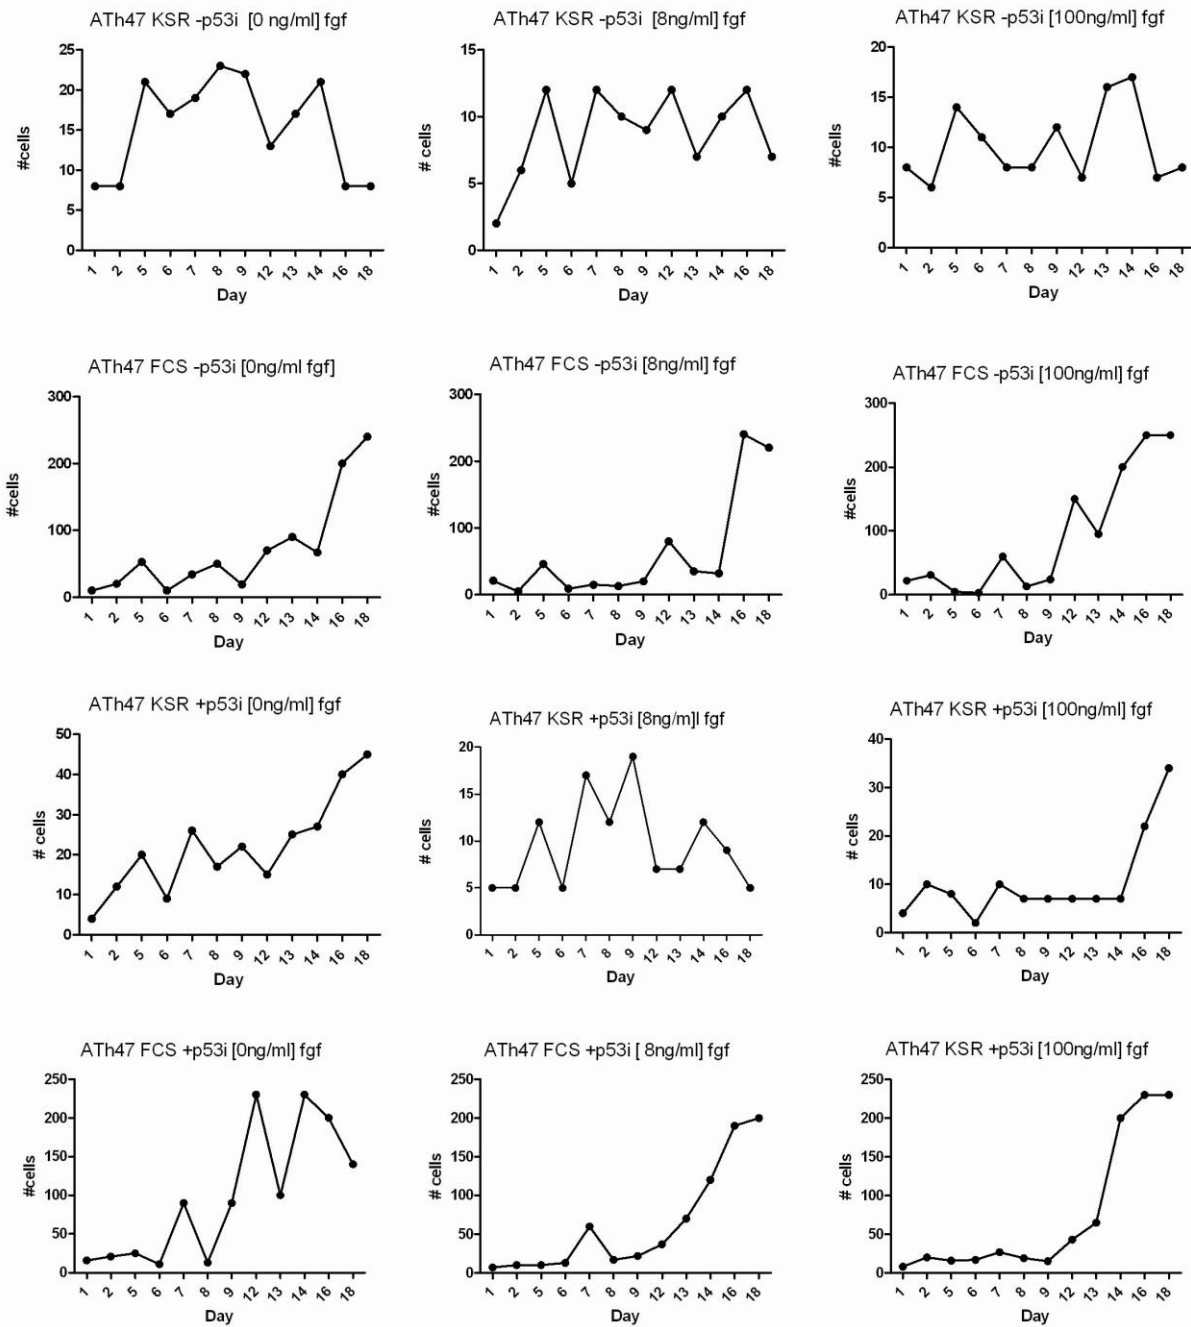 ATh47 KSR -p53i [0 ng/ml] fgf
25
20
15
10
5
0
#cells
1 2 5 6 7 8 9 12 13 14 16 18
Day
ATh47 KSR -p53i [8ng/ml] fgf
15
10
5
0
# cells
1 2 5 6 7 8 9 12 13 14 16 18
Day
ATh47 KSR -p53i [100ng/ml] fgf
20
15
10
5
0
#cells
1 2 5 6 7 8 9 12 13 14 16 18
Day
ATh47 FCS -p53i [0ng/ml fgf]
300
200
100
0
#cells
1 2 5 6 7 8 9 12 13 14 16 18
Day
ATh47 FCS -p53i [8ng/ml] fgf
300
200
100
0
# cells
1 2 5 6 7 8 9 12 13 14 16 18
Day
ATh47 FCS -p53i [100ng/ml] fgf
300
200
100
0
#cells
1 2 5 6 7 8 9 12 13 14 16 18
Day
ATh47 KSR +p53i [0ng/ml] fgf
50
40
30
20
10
0
# cells
1 2 5 6 7 8 9 12 13 14 16 18
Day
ATh47 KSR +p53i [8ng/m]l fgf
20
15
10
5
0
# cells
1 2 5 6 7 8 9 12 13 14 16 18
Day
ATh47 KSR +p53i [100ng/ml] fgf
40
30
20
10
0
# cells
1 2 5 6 7 8 9 12 13 14 16 18
Day
ATh47 FCS +p53i [0ng/ml] fgf
250
200
150
100
50
0
#cells
1 2 5 6 7 8 9 12 13 14 16 18
Day
ATh47 FCS +p53i [ 8ng/ml] fgf
250
200
150
100
50
0
# cells
1 2 5 6 7 8 9 12 13 14 16 18
Day
ATh47 KSR +p53i [100ng/ml] fgf
250
200
150
100
50
0
# cells
1 2 5 6 7 8 9 12 13 14 16 18
Day